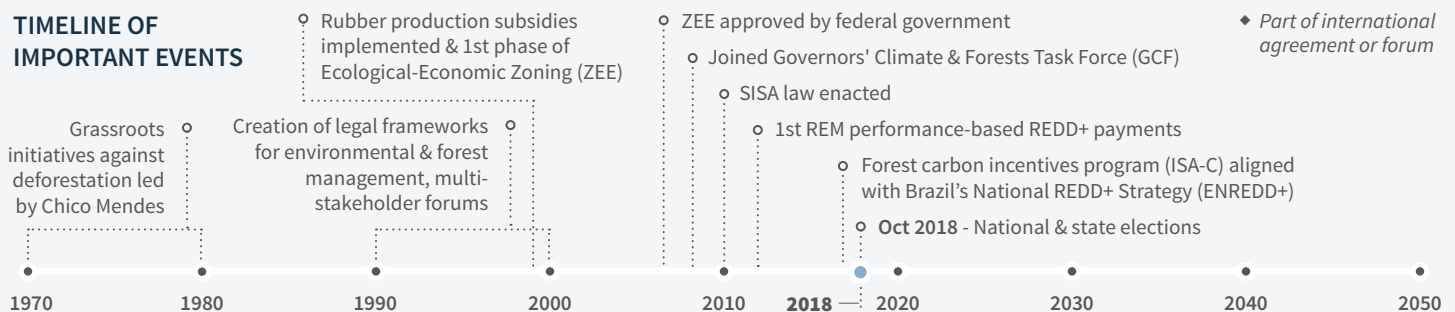 TIMELINE OF
IMPORTANT EVENTS
Grassroots
initiatives against
deforestation led
by Chico Mendes
Rubber production subsidies
implemented & 1st phase of
Ecological-Economic Zoning (ZEE)
Creation of legal frameworks
for environmental & forest
management, multi-
stakeholder forums
ZEE approved by federal government
Joined Governors' Climate & Forests Task Force (GCF)
SISA law enacted
1st REM performance-based REDD+ payments
Forest carbon incentives program (ISA-C) aligned
with Brazil’s National REDD+ Strategy (ENREDD+)
Oct 2018 - National & state elections
Part of international
agreement or forum
1970 1980 1990 2000 2010 2018 2020 2030 2040 2050